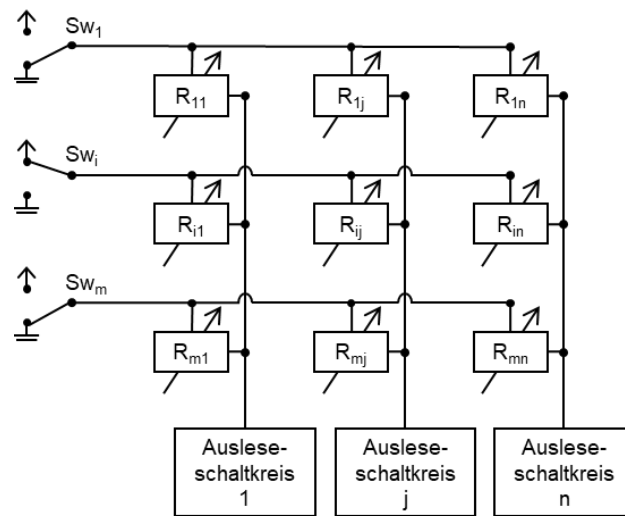 Sw₁
R₁₁ R₁ⱼ R₁ₙ
Swᵢ
Rᵢ₁ Rᵢⱼ Rᵢₙ
Swₘ
Rₘ₁ Rₘⱼ Rₘₙ
Auslese- Auslese- Auslese-
schaltkreis schaltkreis schaltkreis
1 j n